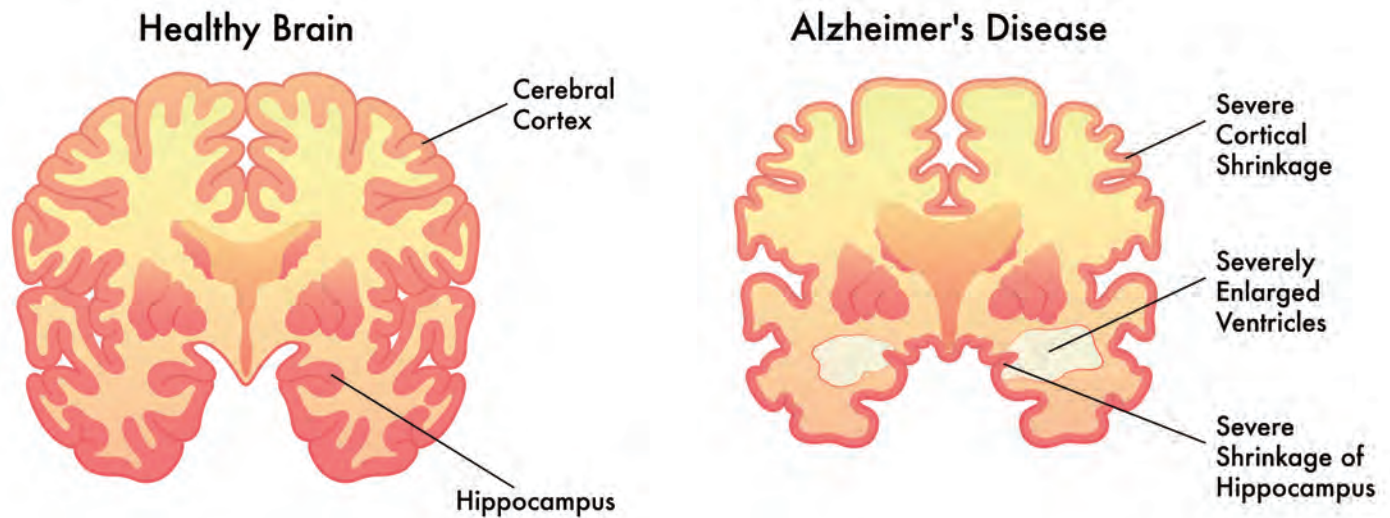 Healthy Brain
Cerebral
Cortex
Hippocampus
Alzheimer's Disease
Severe
Cortical
Shrinkage
Severely
Enlarged
Ventricles
Severe
Shrinkage of
Hippocampus